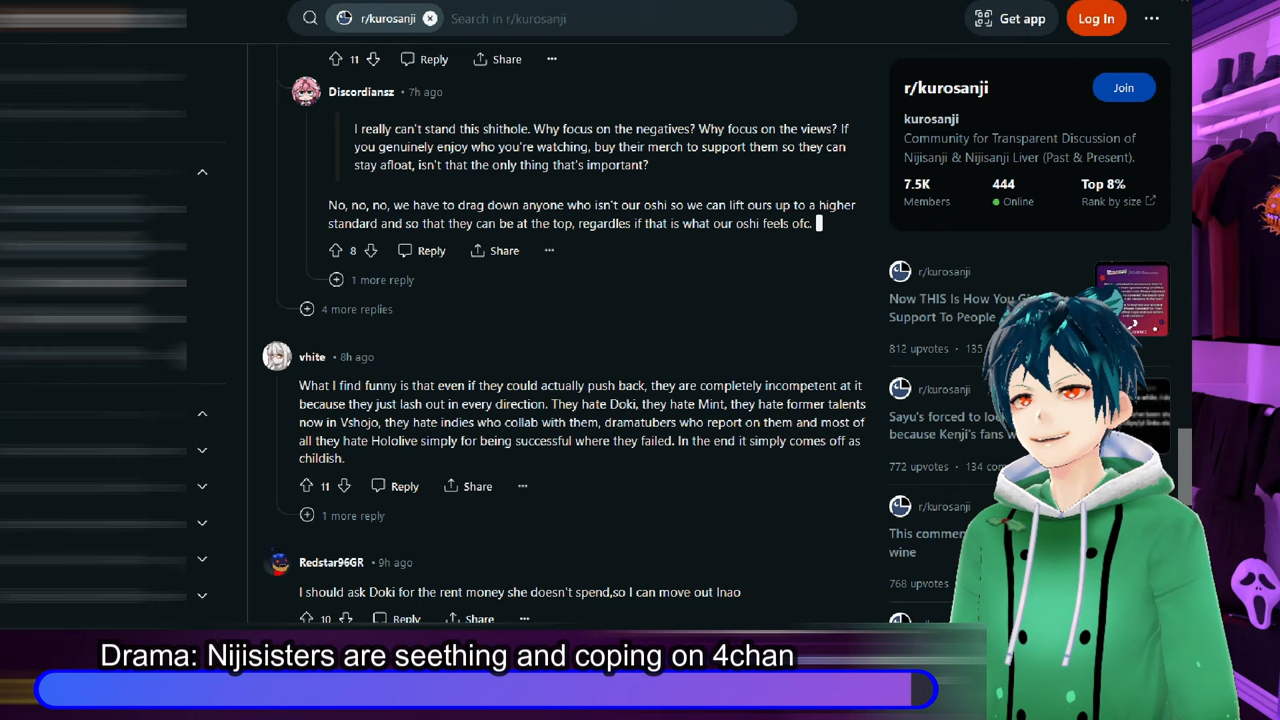 r/kurosanji
Search in r/kurosanji
Get app
Log In
11
Reply
Share
Discordiansz • 7h ago
I really can't stand this shithole. Why focus on the negatives? Why focus on the views? If
you genuinely enjoy who you're watching, buy their merch to support them so they can
stay afloat, isn't that the only thing that's important?
No, no, no, we have to drag down anyone who isn't our oshi so we can lift ours up to a higher
standard and so that they can be at the top, regardles if that is what our oshi feels ofc.
8
Reply
Share
1 more reply
4 more replies
vhite • 8h ago
What I find funny is that even if they could actually push back, they are completely incompetent at it
because they just lash out in every direction. They hate Doki, they hate Mint, they hate former talents
now in Vshojo, they hate indies who collab with them, dramatubers who report on them and most of
all they hate Hololive simply for being successful where they failed. In the end it simply comes off as
childish.
11
Reply
Share
1 more reply
Redstar96GR • 9h ago
I should ask Doki for the rent money she doesn't spend,so I can move out lnao
10
Reply
Share
r/kurosanji
Join
kurosanji
Community for Transparent Discussion of
Nijisanji & Nijisanji Liver (Past & Present).
7.5K
444
Top 8%
Members
Online
Rank by size
r/kurosanji
Now THIS Is How You
Support To People
812 upvotes • 135
r/kurosanji
Sayu's forced to
because Kenji's fans
772 upvotes • 134
r/kurosanji
This
wine
768 upvotes
Drama: Nijisisters are seething and coping on 4chan